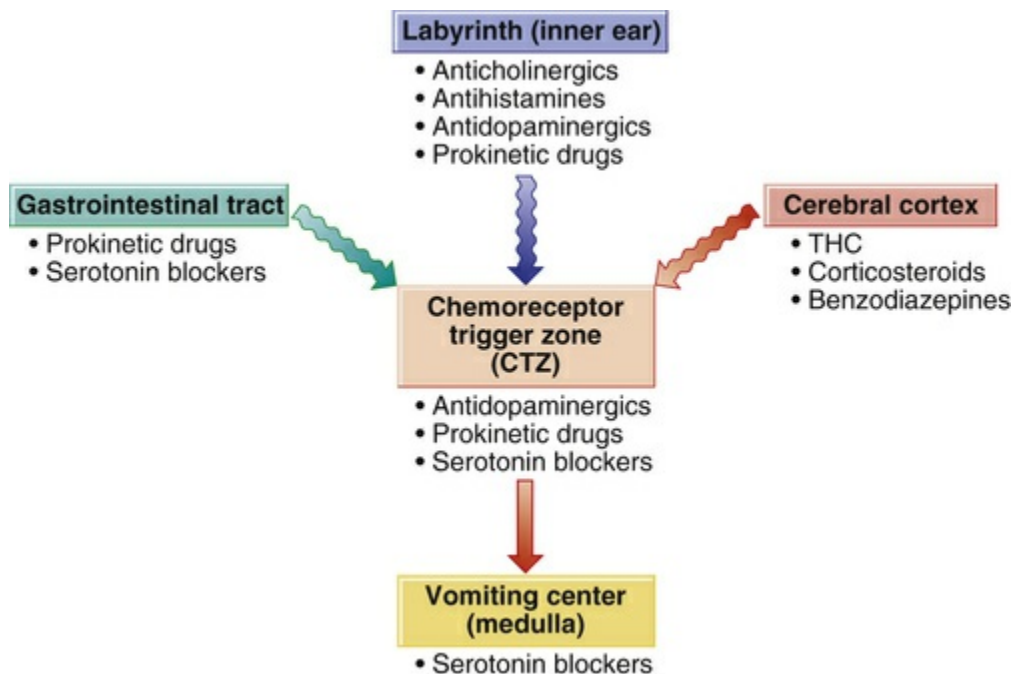 Labyrinth (inner ear)
• Anticholinergics
• Antihistamines
• Antidopaminergics
• Prokinetic drugs
Gastrointestinal tract
• Prokinetic drugs
• Serotonin blockers
Cerebral cortex
• THC
• Corticosteroids
• Benzodiazepines
Chemoreceptor
trigger zone
(CTZ)
• Antidopaminergics
• Prokinetic drugs
• Serotonin blockers
Vomiting center
(medulla)
• Serotonin blockers